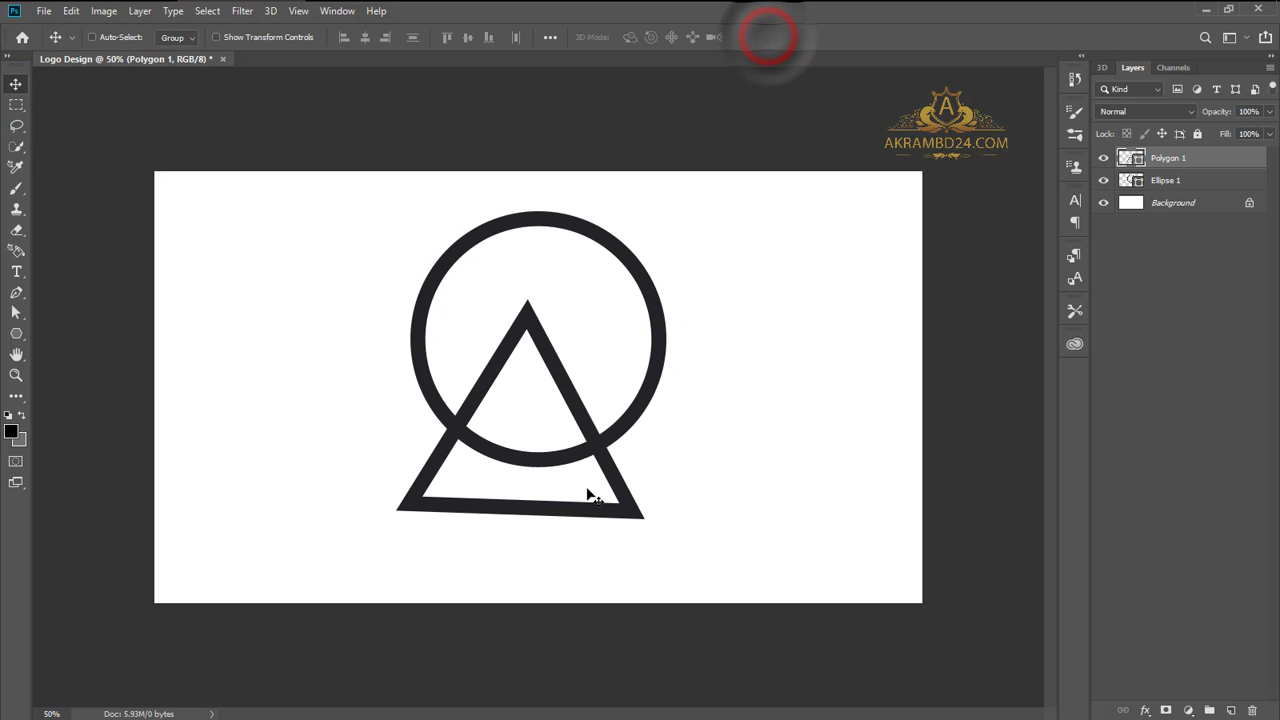 Ps File Edit Image Layer Type Select Filter 3D View Window Help
Auto-Select: Group Show Transform Controls 3D Mode:
Logo Design @ 50% (Polygon 1, RGB/8) * ×
3D Layers Channels
Kind
Normal Opacity: 100%
Lock: Fill: 100%
Polygon 1
Ellipse 1
Background
A
AKRAMBD24.COM
50% Doc: 5.93M/0 bytes